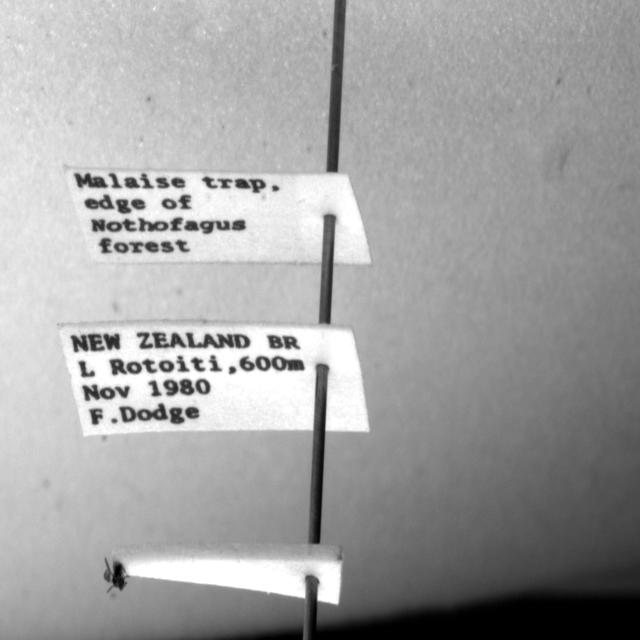 Malaise trap,
edge of
Nothofagus
forest
NEW ZEALAND BR
L Rotoiti,600m
Nov 1980
F.Dodge